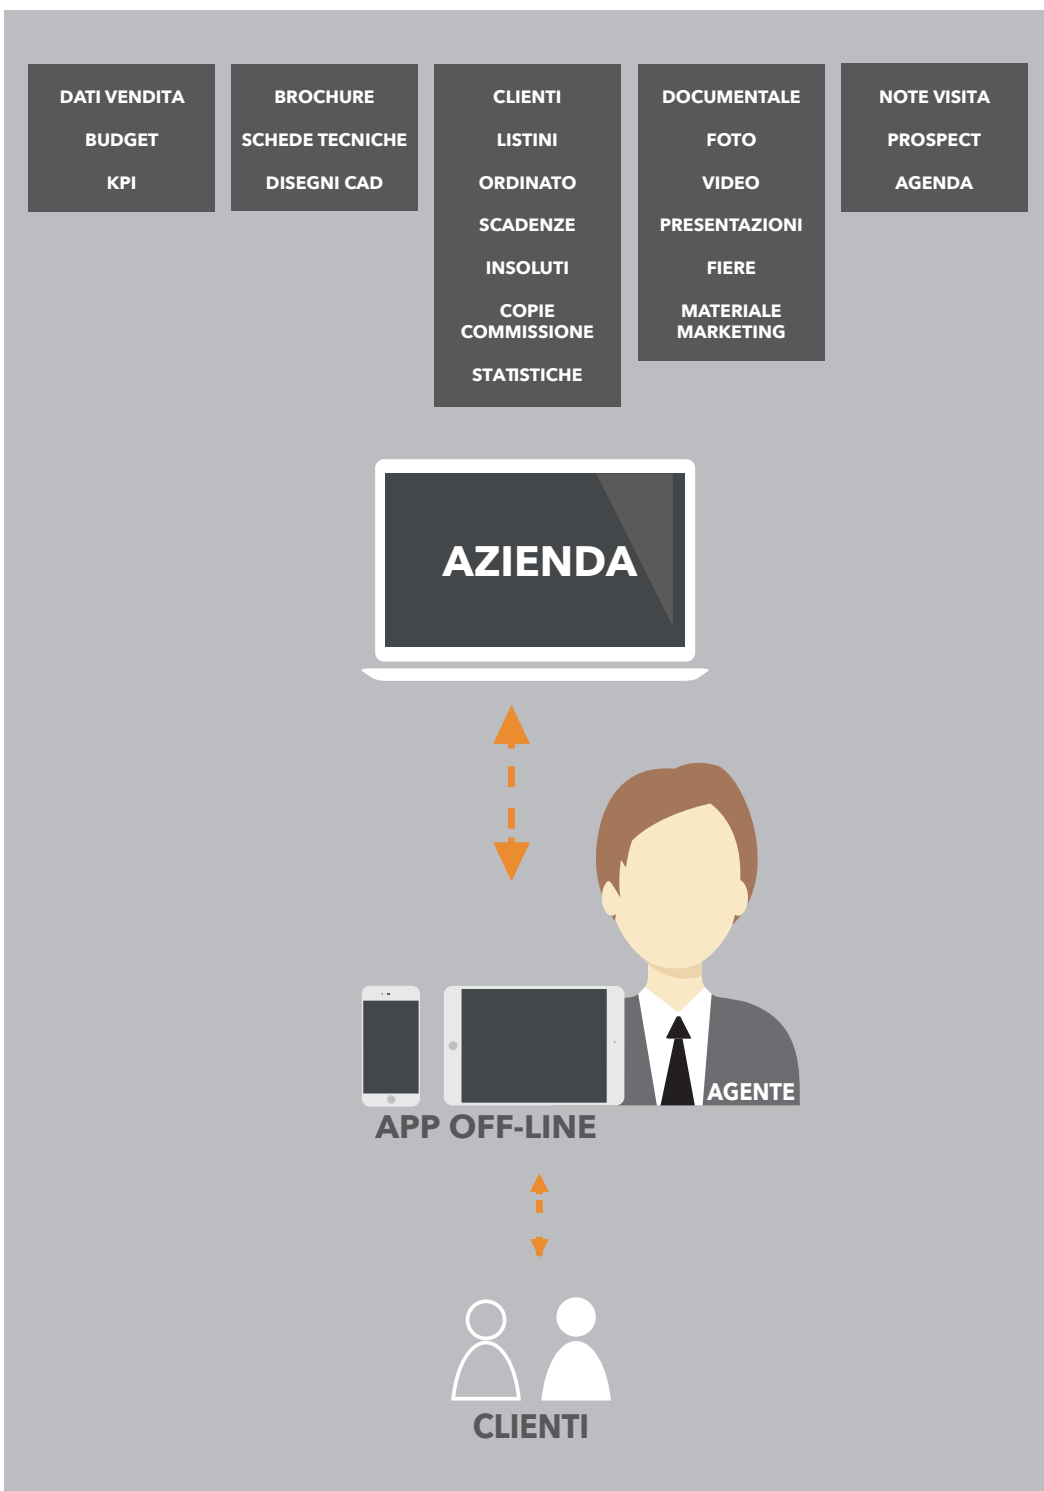 DATI VENDITA
BUDGET
KPI
BROCHURE
SCHEDE TECNICHE
DISEGNI CAD
CLIENTI
LISTINI
ORDINATO
SCADENZE
INSOLUTI
COPIE
COMMISSIONE
STATISTICHE
DOCUMENTALE
FOTO
VIDEO
PRESENTAZIONI
FIERE
MATERIALE
MARKETING
NOTE VISITA
PROSPECT
AGENDA
AZIENDA
AGENTE
APP OFF-LINE
CLIENTI